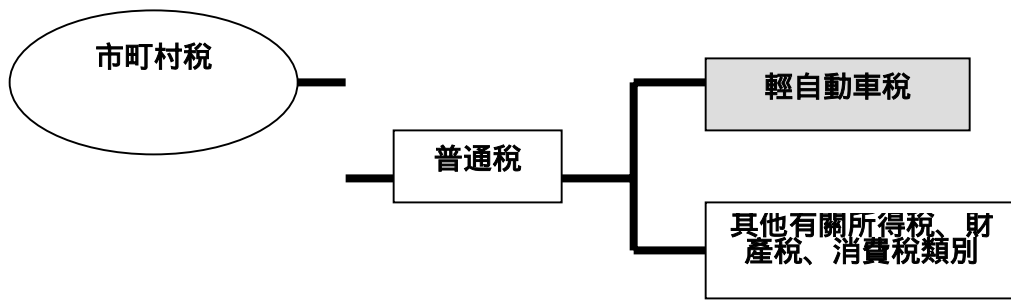 市町村稅
輕自動車稅
普通稅
其他有關所得稅、財
產稅、消費稅類別